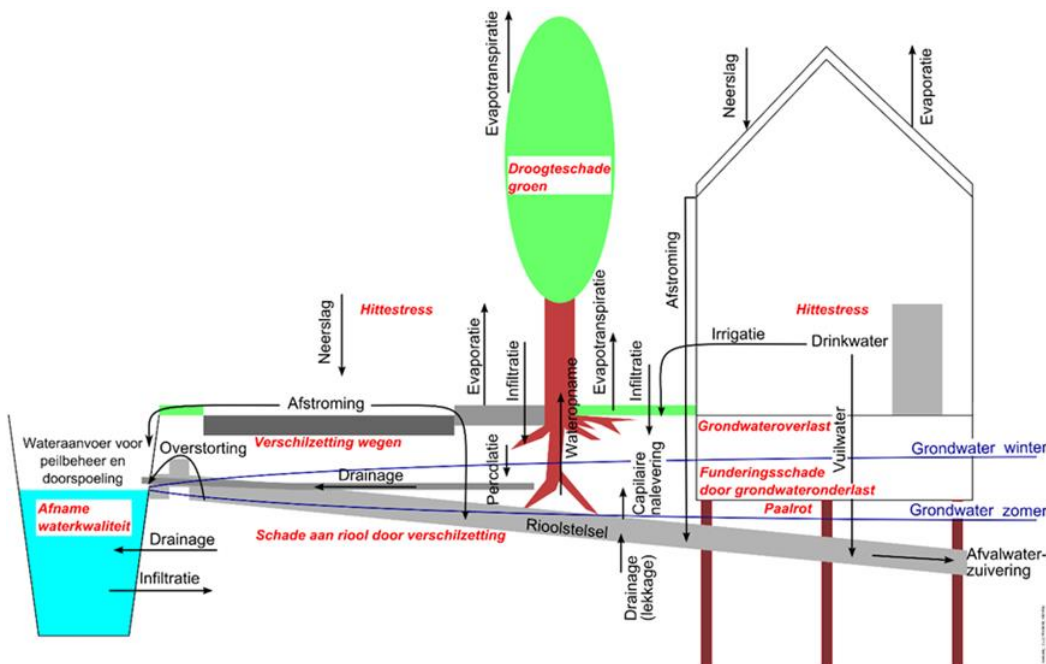 Evapotranspiratie
Neerslag
Evaporatie
Droogteschade
groen
Afstroming
Neerslag
Hittestress
Evaporatie
Infiltratie
Wateropname
Evapotranspiratie
Infiltratie
Hittestress
Irrigatie
Drinkwater
Afstroming
Wateraanvoer voor
peilbeheer en
doorspoeling
Overstorting
Verschilzetting wegen
Grondwateroverlast
Vuilwater
Grondwater winter
Percolatie
Drainage
Capilaire
nalevering
Funderingsschade
door grondwateronderlast
Paalrot
Grondwater zomer
Afname
waterkwaliteit
Drainage
Infiltratie
Schade aan riool door verschilzetting
Rioolstelsel
Drainage
(lekkage)
Afvalwater-
zuivering